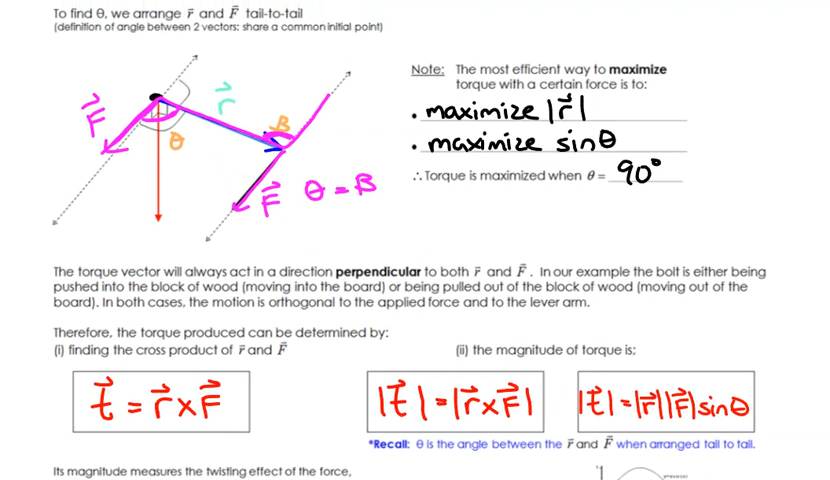 To find θ, we arrange r⃗ and F⃗ tail-to-tail
(definition of angle between 2 vectors: share a common initial point)
Note: The most efficient way to maximize
torque with a certain force is to:
• maximize |r⃗|
• maximize sinθ
∴ Torque is maximized when θ = 90°
F⃗
r⃗
θ
B
F⃗ θ = B
The torque vector will always act in a direction perpendicular to both r⃗ and F⃗. In our example the bolt is either being
pushed into the block of wood (moving into the board) or being pulled out of the block of wood (moving out of the
board). In both cases, the motion is orthogonal to the applied force and to the lever arm.
Therefore, the torque produced can be determined by:
(i) finding the cross product of r⃗ and F⃗
(ii) the magnitude of torque is:
t⃗ = r⃗ x F⃗
|t⃗| = |r⃗ x F⃗|
|t⃗| = |r⃗||F⃗| sinθ
*Recall: θ is the angle between the r⃗ and F⃗ when arranged tail to tail.
Its magnitude measures the twisting effect of the force,
1